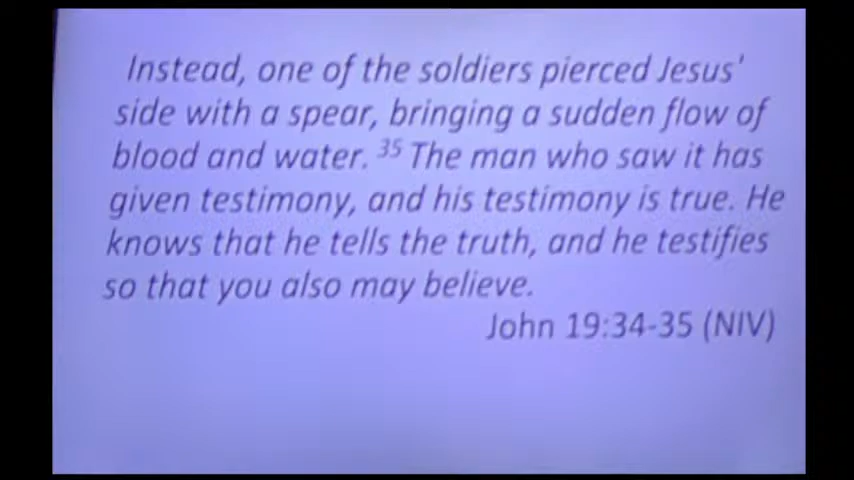 Instead, one of the soldiers pierced Jesus'
side with a spear, bringing a sudden flow of
blood and water. 35 The man who saw it has
given testimony, and his testimony is true. He
knows that he tells the truth, and he testifies
so that you also may believe.
John 19:34-35 (NIV)